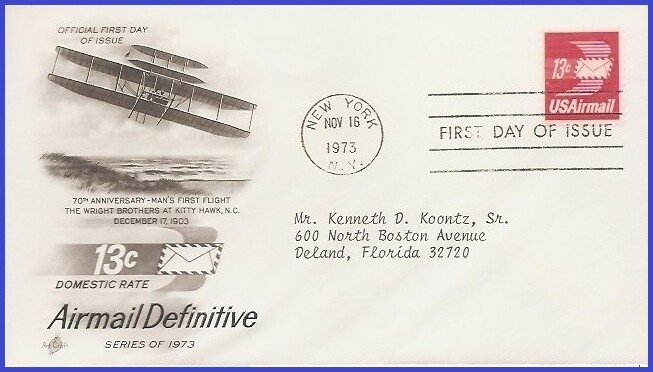 OFFICIAL FIRST DAY
OF ISSUE
70TH ANNIVERSARY-MAN'S FIRST FLIGHT
THE WRIGHT BROTHERS AT KITTY HAWK, N.C.
DECEMBER 17, 1903
13c
DOMESTIC RATE
Airmail Definitive
SERIES OF 1973
Art Craft
NEW YORK
NOV 16
1973
N.Y.
FIRST DAY OF ISSUE
13c
USAirmail
Mr. Kenneth D. Koontz, Sr.
600 North Boston Avenue
Deland, Florida 32720